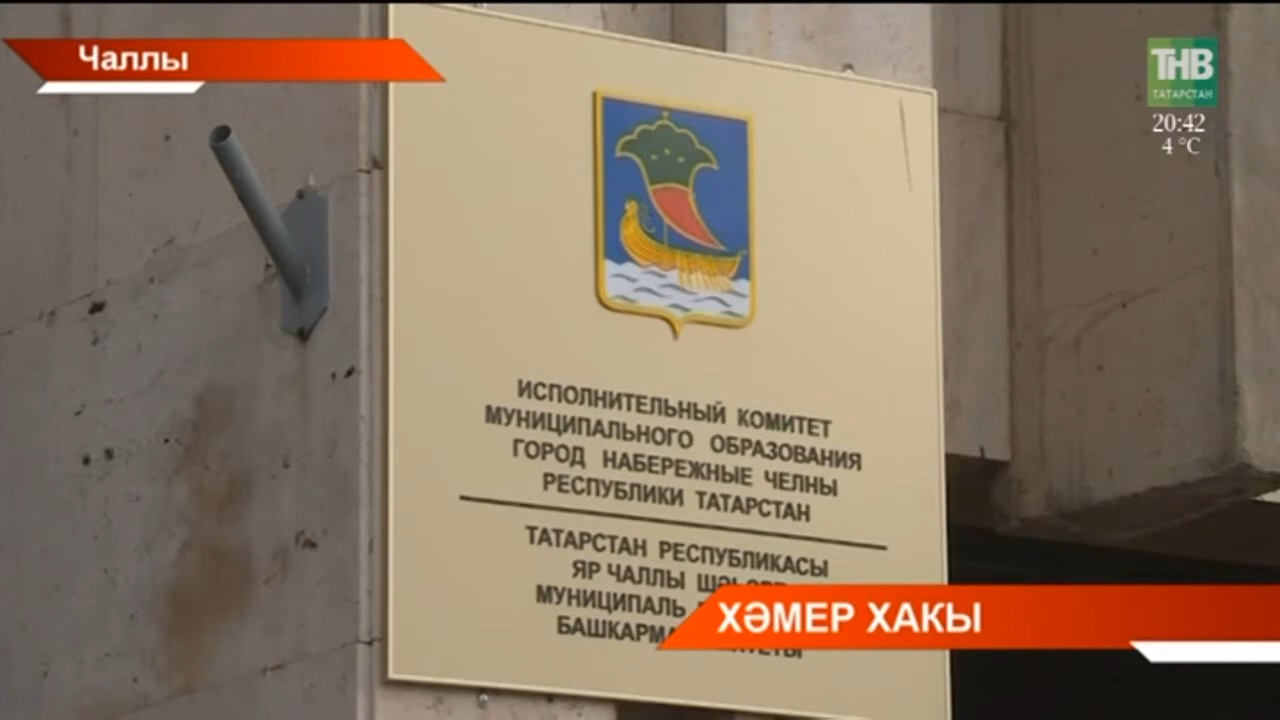 Чаллы
ТНВ
ТАТАРСТАН
20:42
4 °C
ИСПОЛНИТЕЛЬНЫЙ КОМИТЕТ
МУНИЦИПАЛЬНОГО ОБРАЗОВАНИЯ
ГОРОД НАБЕРЕЖНЫЕ ЧЕЛНЫ
РЕСПУБЛИКИ ТАТАРСТАН
ТАТАРСТАН РЕСПУБЛИКАСЫ
ЯР ЧАЛЛЫ
МУНИЦИПАЛЬ
ХӘМЕР ХАКЫ